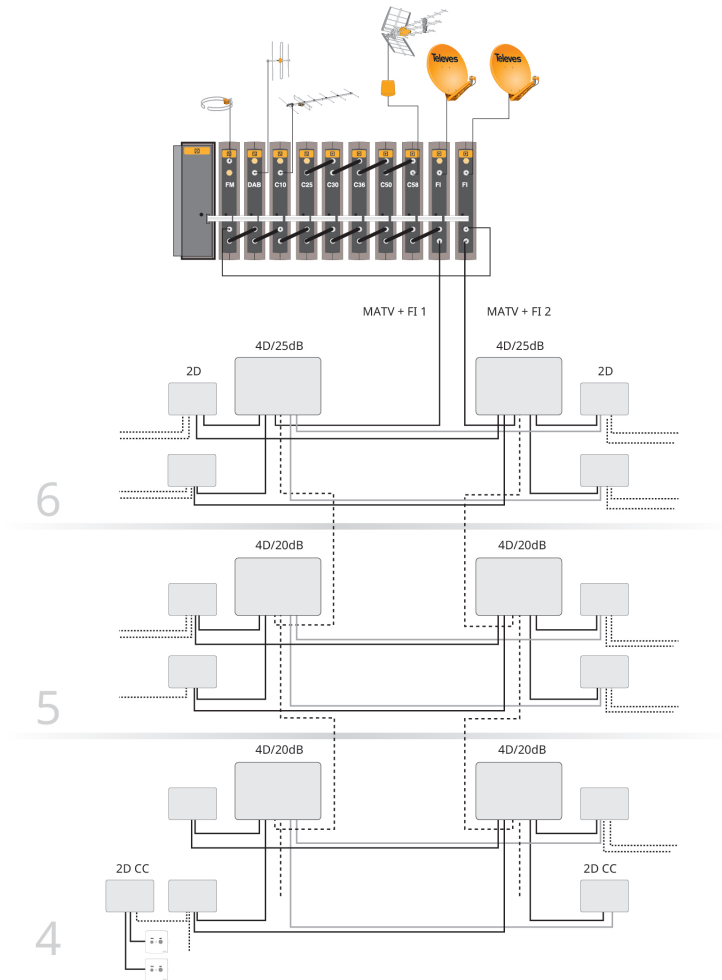 Televes
Televes
FM DAB C10 C25 C30 C36 C50 C58 FI FI
MATV + FI 1 MATV + FI 2
4D/25dB 4D/25dB
2D 2D
6
4D/20dB 4D/20dB
5
4D/20dB 4D/20dB
2D CC 2D CC
4